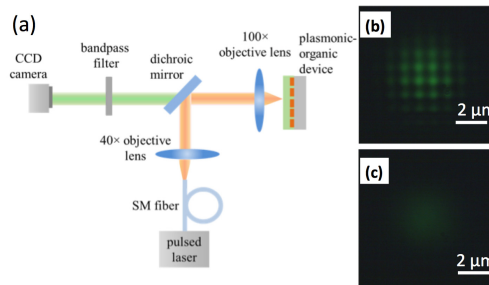 (a)
CCD
camera
bandpass
filter
dichroic
mirror
100× objective lens
plasmonic-
organic
device
40× objective
lens
SM fiber
pulsed
laser
(b)
2 μm
(c)
2 μm